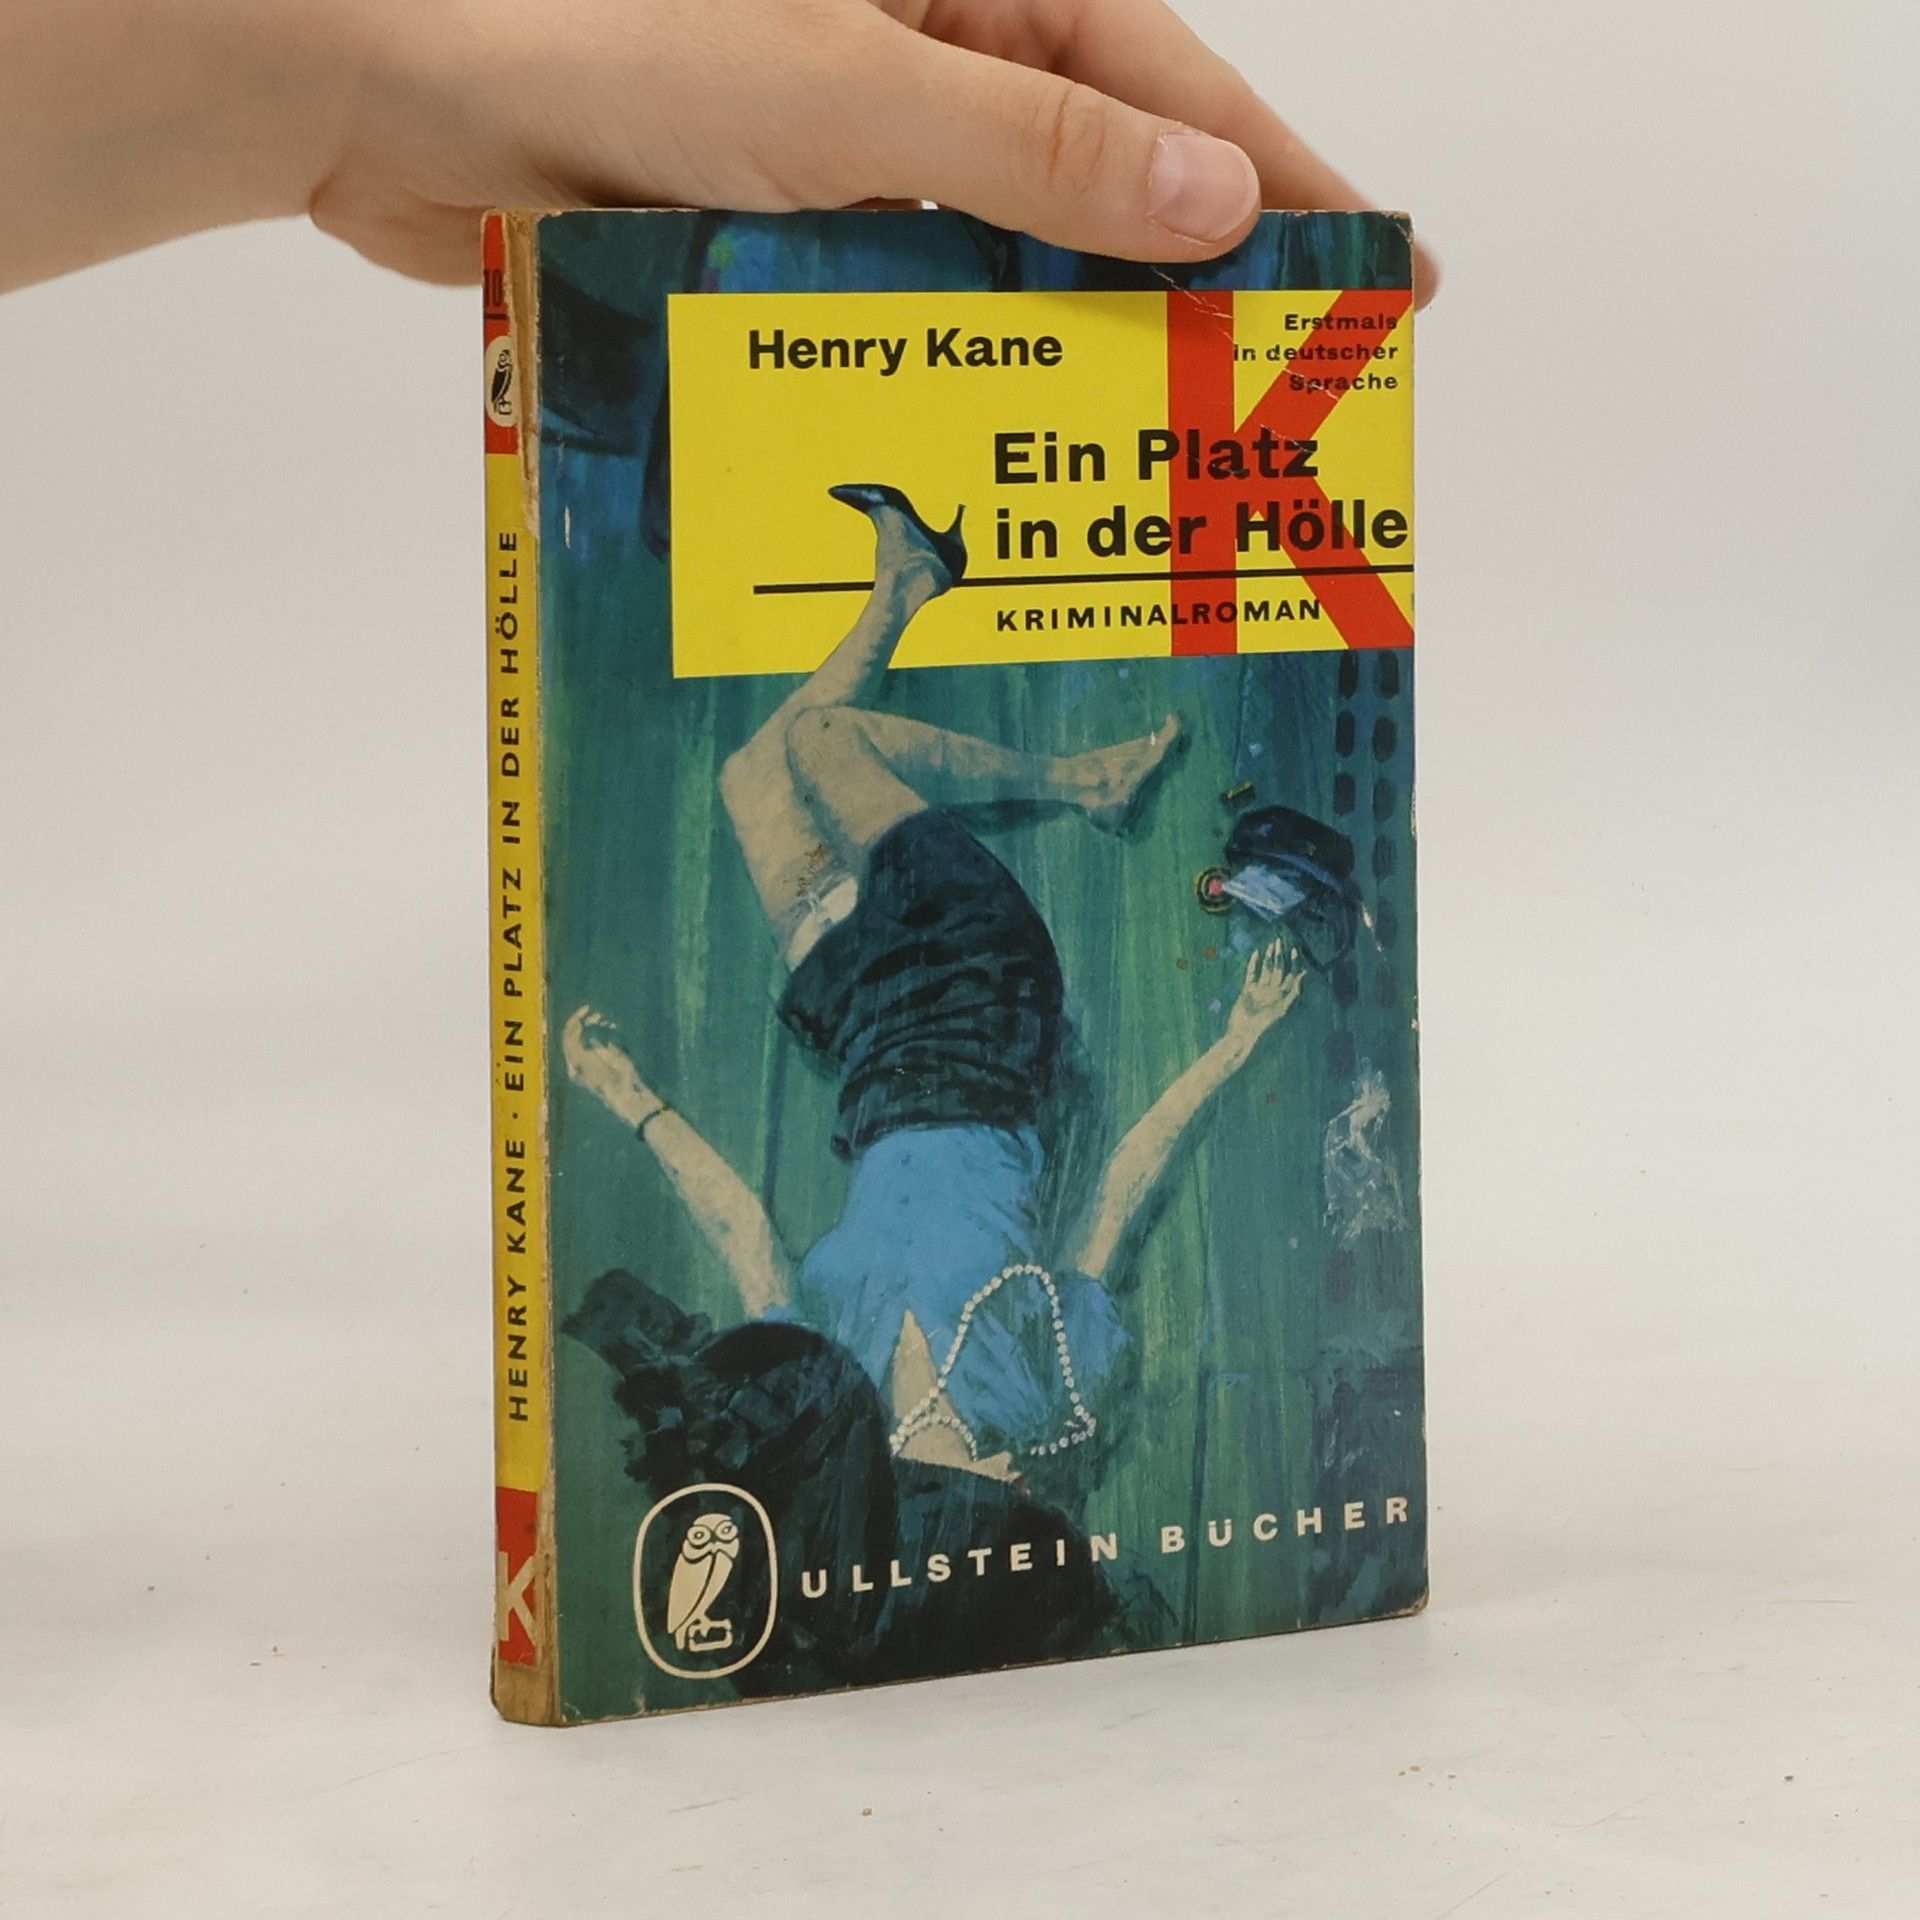 Henry Kane
Erstmals
in deutscher
Sprache
Ein Platz
in der Hölle
KRIMINALROMAN
K
ULLSTEIN BÜCHER
HENRY KANE · EIN PLATZ IN DER HÖLLE
K